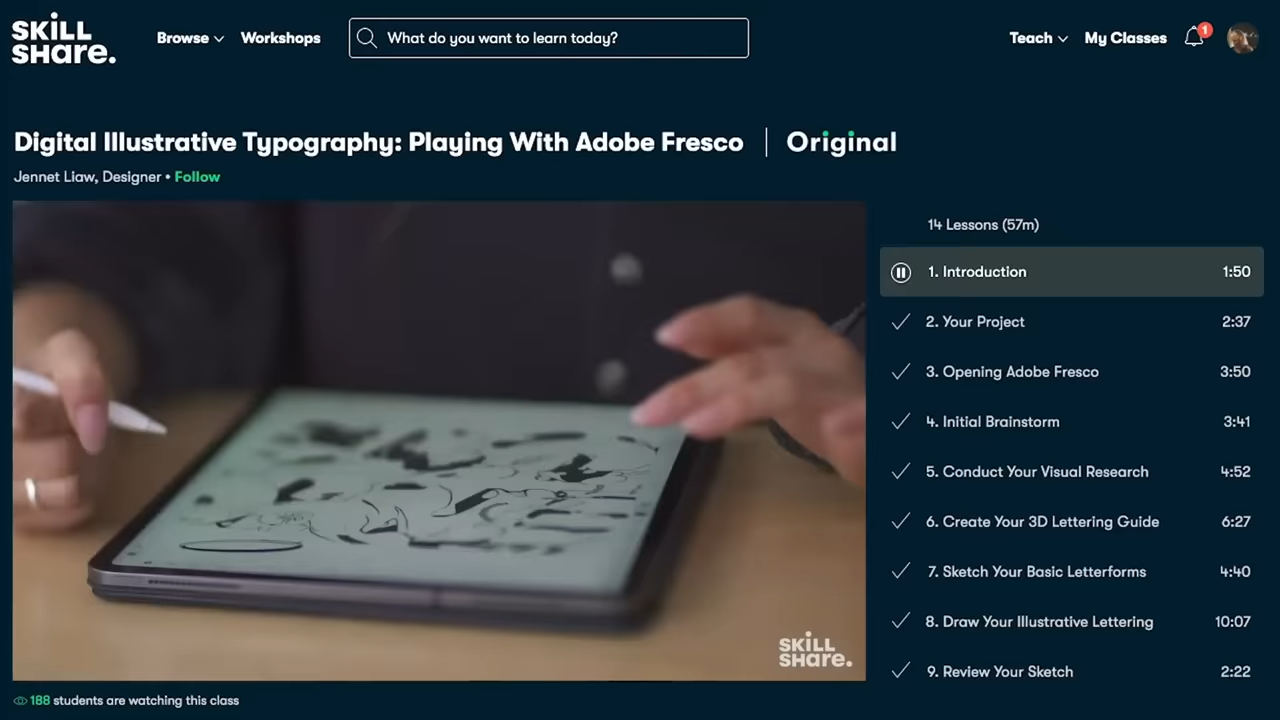 SKiLL
SHare.
Browse
Workshops
What do you want to learn today?
Teach
My Classes
1
Digital Illustrative Typography: Playing With Adobe Fresco | Original
Jennet Liaw, Designer • Follow
14 Lessons (57m)
1. Introduction 1:50
2. Your Project 2:37
3. Opening Adobe Fresco 3:50
4. Initial Brainstorm 3:41
5. Conduct Your Visual Research 4:52
6. Create Your 3D Lettering Guide 6:27
7. Sketch Your Basic Letterforms 4:40
8. Draw Your Illustrative Lettering 10:07
9. Review Your Sketch 2:22
SKiLL
SHare.
188 students are watching this class